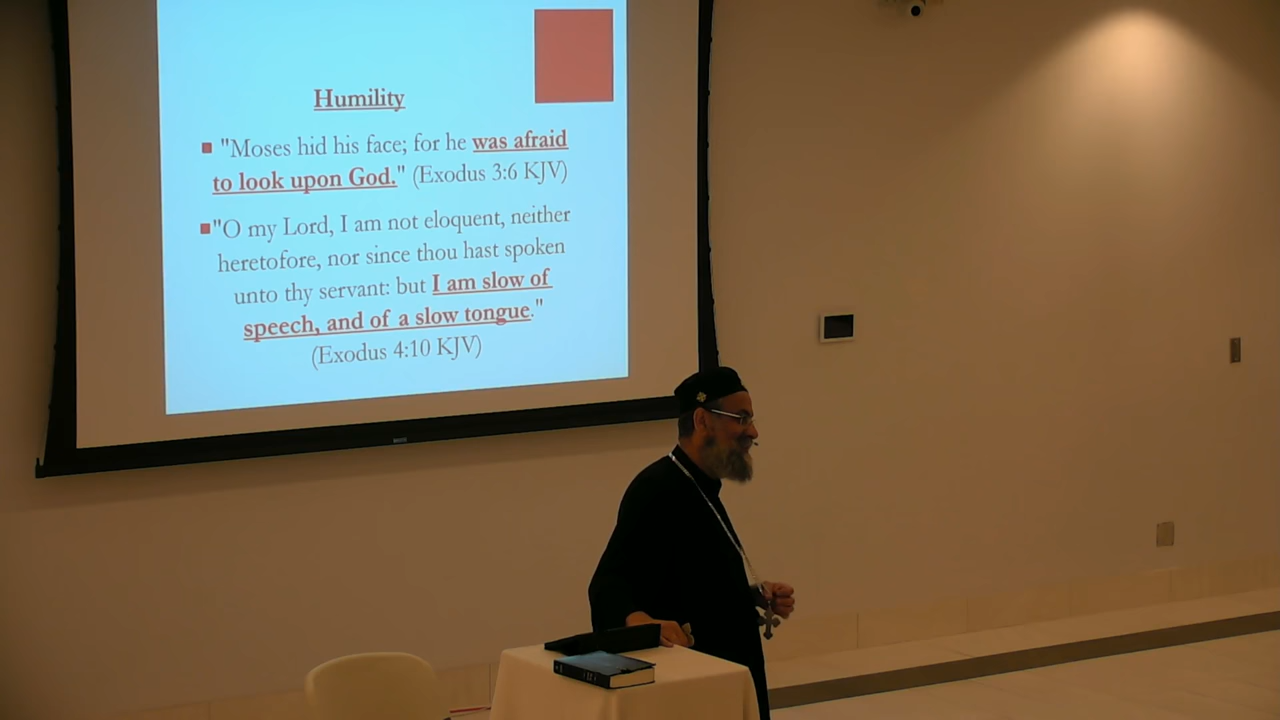 Humility
"Moses hid his face; for he was afraid
to look upon God." (Exodus 3:6 KJV)
"O my Lord, I am not eloquent, neither
heretofore, nor since thou hast spoken
unto thy servant: but I am slow of
speech, and of a slow tongue."
(Exodus 4:10 KJV)